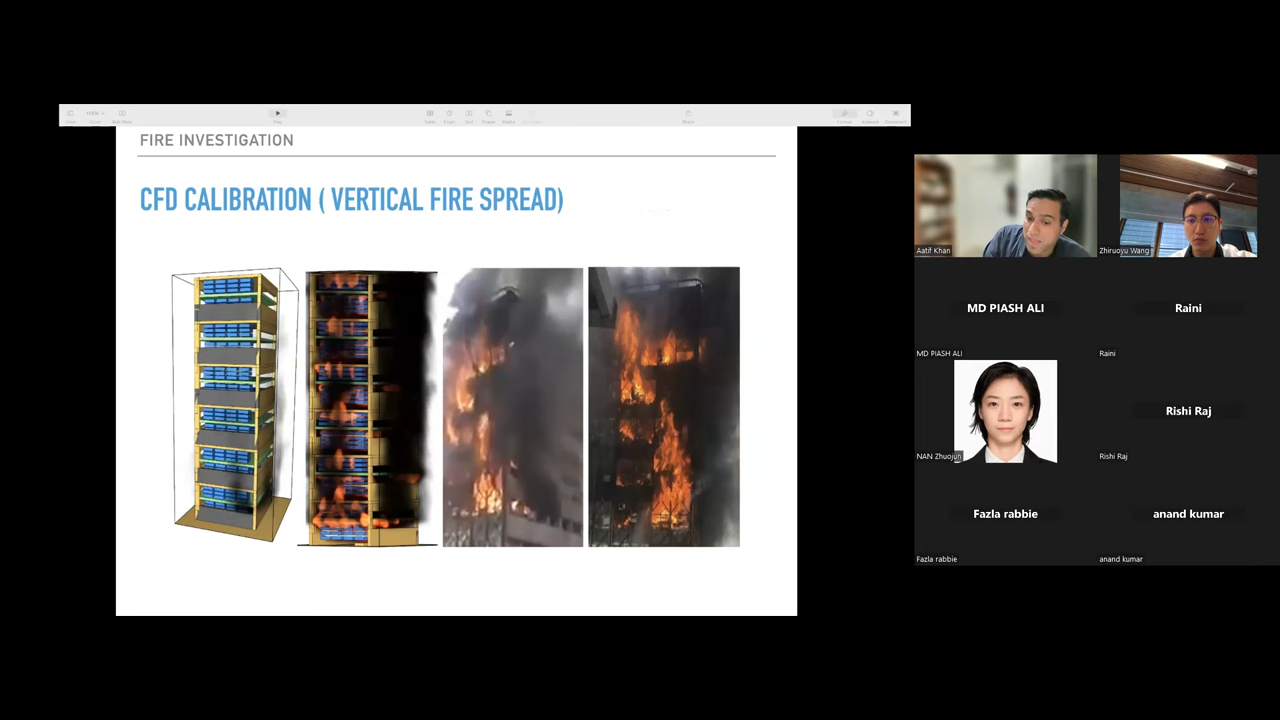 FIRE INVESTIGATION
CFD CALIBRATION ( VERTICAL FIRE SPREAD)
Aatif Khan
Zhiruoyu Wang
MD PIASH ALI
Raini
MD PIASH ALI
Raini
NAN Zhuojun
Rishi Raj
Rishi Raj
Fazla rabbie
anand kumar
Fazla rabbie
anand kumar